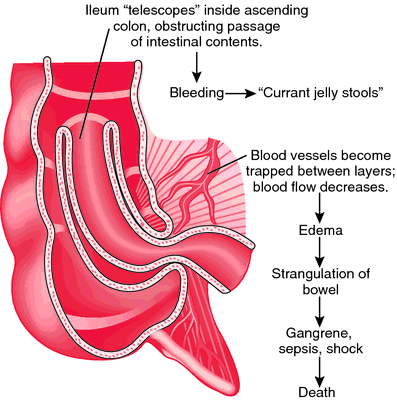 Ileum “telescopes” inside ascending
colon, obstructing passage
of intestinal contents.
Bleeding
“Currant jelly stools”
Blood vessels become
trapped between layers;
blood flow decreases.
Edema
Strangulation of
bowel
Gangrene,
sepsis, shock
Death